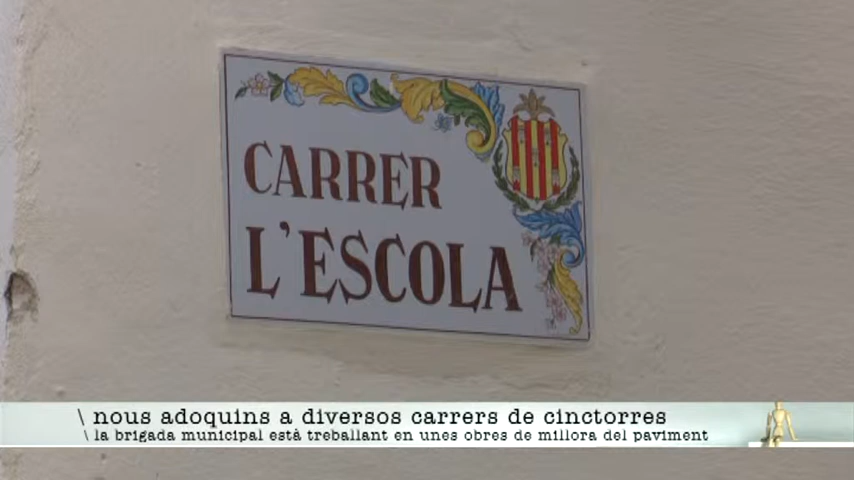 CARRER
L'ESCOLA
\ nous adoquins a diversos carrers de cinctorres
\ la brigada municipal està treballant en unes obres de millora del paviment